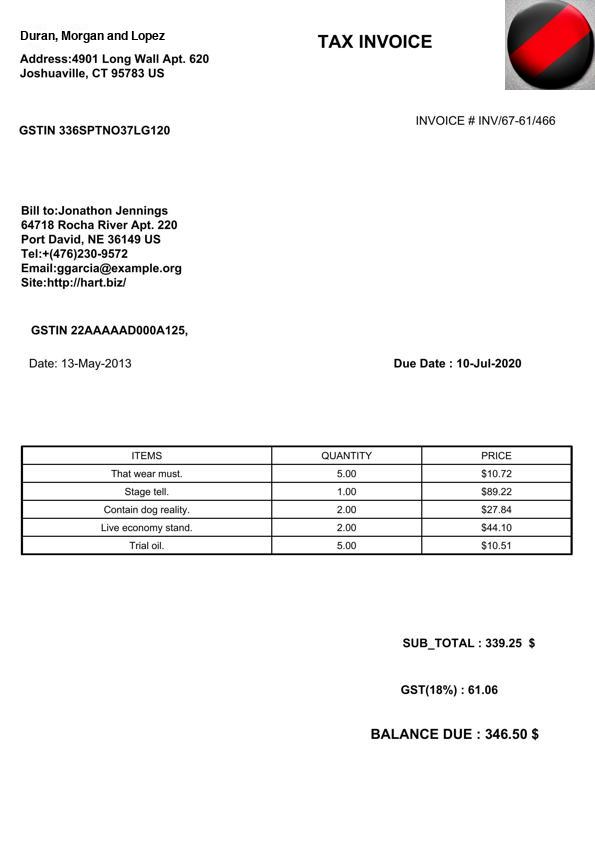 Duran, Morgan and Lopez
TAX INVOICE
Address:4901 Long Wall Apt. 620
Joshuaville, CT 95783 US
INVOICE # INV/67-61/466
GSTIN 336SPTNO37LG120
Bill to:Jonathon Jennings
64718 Rocha River Apt. 220
Port David, NE 36149 US
Tel:+(476)230-9572
Email:ggarcia@example.org
Site:http://hart.biz/
GSTIN 22AAAAAD000A125,
Date: 13-May-2013 Due Date : 10-Jul-2020
ITEMS QUANTITY PRICE
That wear must. 5.00 $10.72
Stage tell. 1.00 $89.22
Contain dog reality. 2.00 $27.84
Live economy stand. 2.00 $44.10
Trial oil. 5.00 $10.51
SUB_TOTAL : 339.25 $
GST(18%) : 61.06
BALANCE DUE : 346.50 $